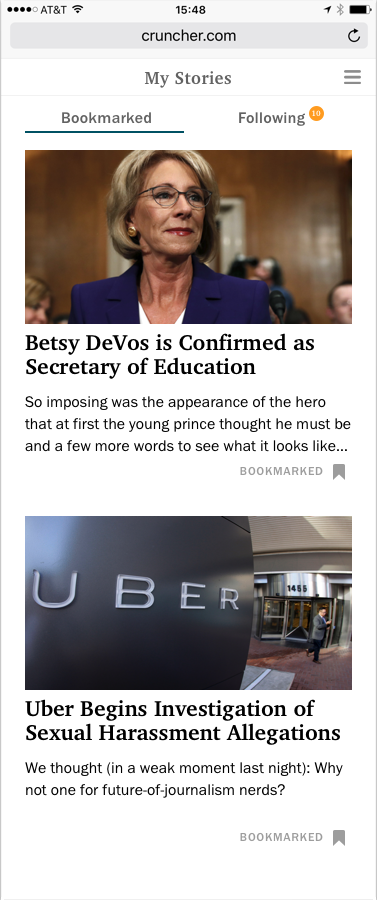 AT&T 15:48
cruncher.com
My Stories
Bookmarked Following 10
Betsy DeVos is Confirmed as
Secretary of Education
So imposing was the appearance of the hero
that at first the young prince thought he must be
and a few more words to see what it looks like...
BOOKMARKED
UBER
1455
Uber Begins Investigation of
Sexual Harassment Allegations
We thought (in a weak moment last night): Why
not one for future-of-journalism nerds?
BOOKMARKED